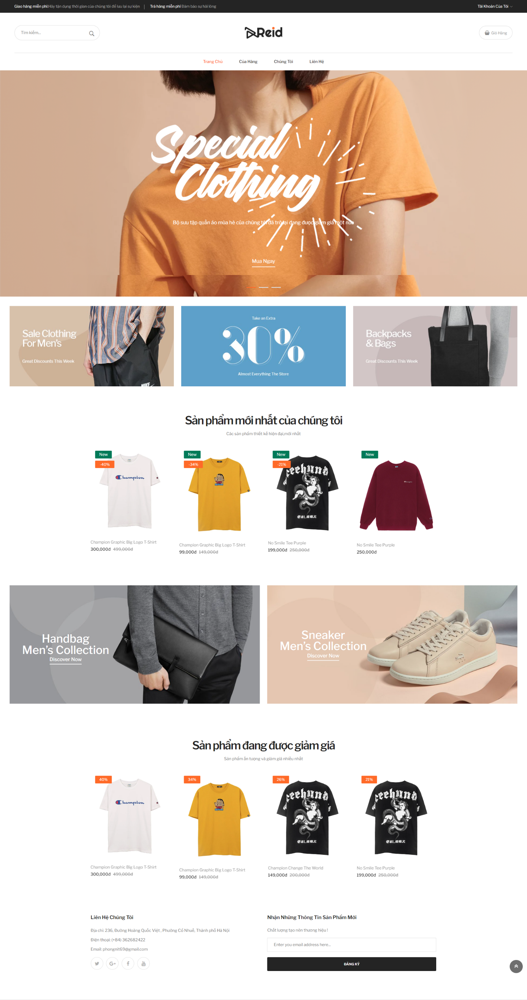 Giao hàng miễn phí:Hãy tận dụng thời gian của chúng tôi để lưu lại sự kiện | Trả hàng miễn phí Đảm bảo sự hài lòng
Tài Khoản Của Tôi
Tìm kiếm...
Reid
Giỏ Hàng
Trang Chủ
Cửa Hàng
Chúng Tôi
Liên Hệ
Special
Clothing
Bộ sưu tập quần áo mùa hè của chúng tôi đã trở lại đang được giảm giá một nửa
Mua Ngay
Sale Clothing
For Men's
Great Discounts This Week
NIKE
Take an Extra
30%
Almost Everything The Store
Backpacks
& Bags
Great Discounts This Week
Sản phẩm mới nhất của chúng tôi
Các sản phẩm thiết kế hiện đại,mới nhất
New
-40%
Champion
Champion Graphic Big Logo T-Shirt
300,000đ 499,000đ
New
-34%
Champion Graphic Big Logo T-Shirt
99,000đ 149,000đ
New
-21%
No Smile Tee Purple
199,000đ 250,000đ
New
Champion
No Smile Tee Purple
250,000đ
Handbag
Men's Collection
Discover Now
Sneaker
Men's Collection
Discover Now
Sản phẩm đang được giảm giá
Sản phẩm ấn tượng và giảm giá nhiều nhất
40%
Champion
Champion Graphic Big Logo T-Shirt
300,000đ 499,000đ
34%
Champion Graphic Big Logo T-Shirt
99,000đ 149,000đ
26%
Champion Change The World
149,000đ 200,000đ
21%
No Smile Tee Purple
199,000đ 250,000đ
Liên Hệ Chúng Tôi
Địa chỉ: 236, Đường Hoàng Quốc Việt , Phường Cổ Nhuế, Thành phố Hà Nội
Điện thoại: (+84) 362682422
Email: phongnit69@gmail.com
Nhận Những Thông Tin Sản Phẩm Mới
Chất lượng tạo nên thương hiệu !
Enter you email address here...
ĐĂNG KÝ